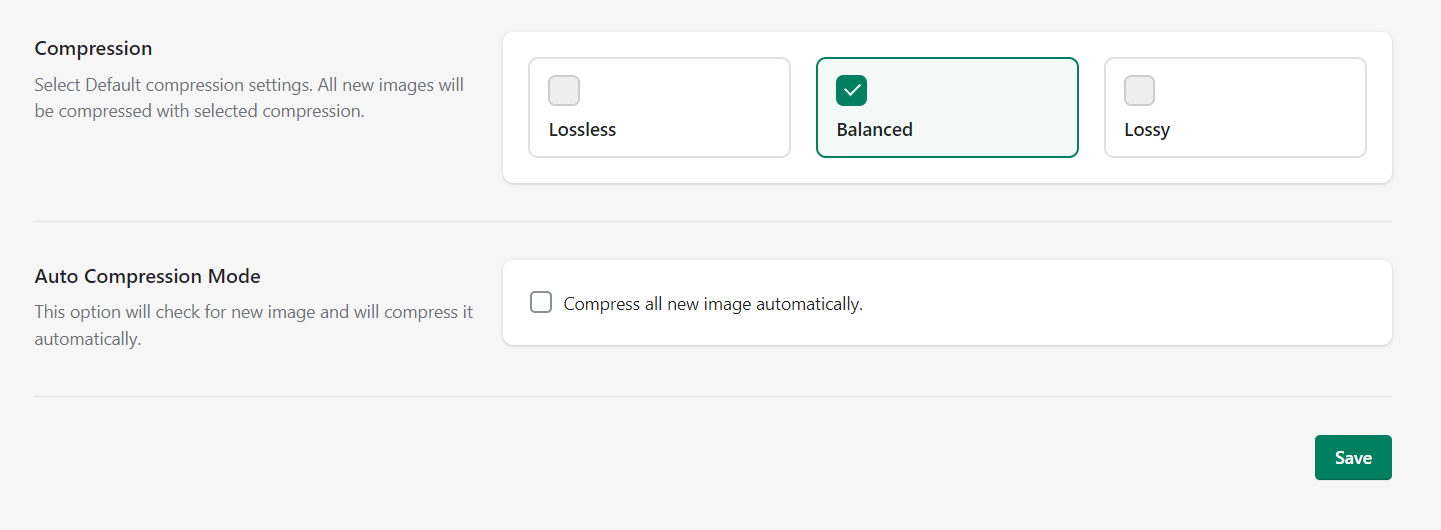 Compression
Select Default compression settings. All new images will
be compressed with selected compression.
Lossless
Balanced
Lossy
Auto Compression Mode
This option will check for new image and will compress it
automatically.
Compress all new image automatically.
Save